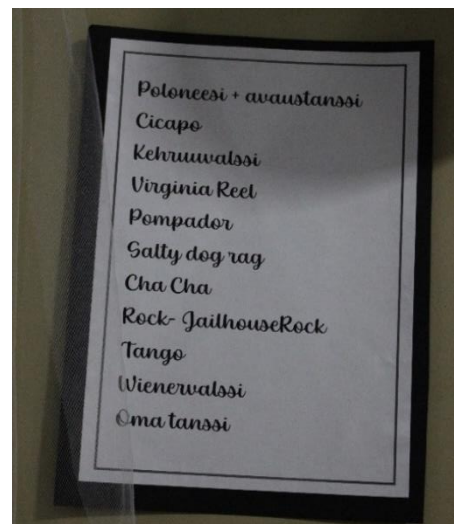 Poloneesi + avaustanssi
Cicapo
Kehruuvalssi
Virginia Reel
Pompador
Salty dog rag
Cha Cha
Rock- JailhouseRock
Tango
Wienervalssi
Oma tanssi